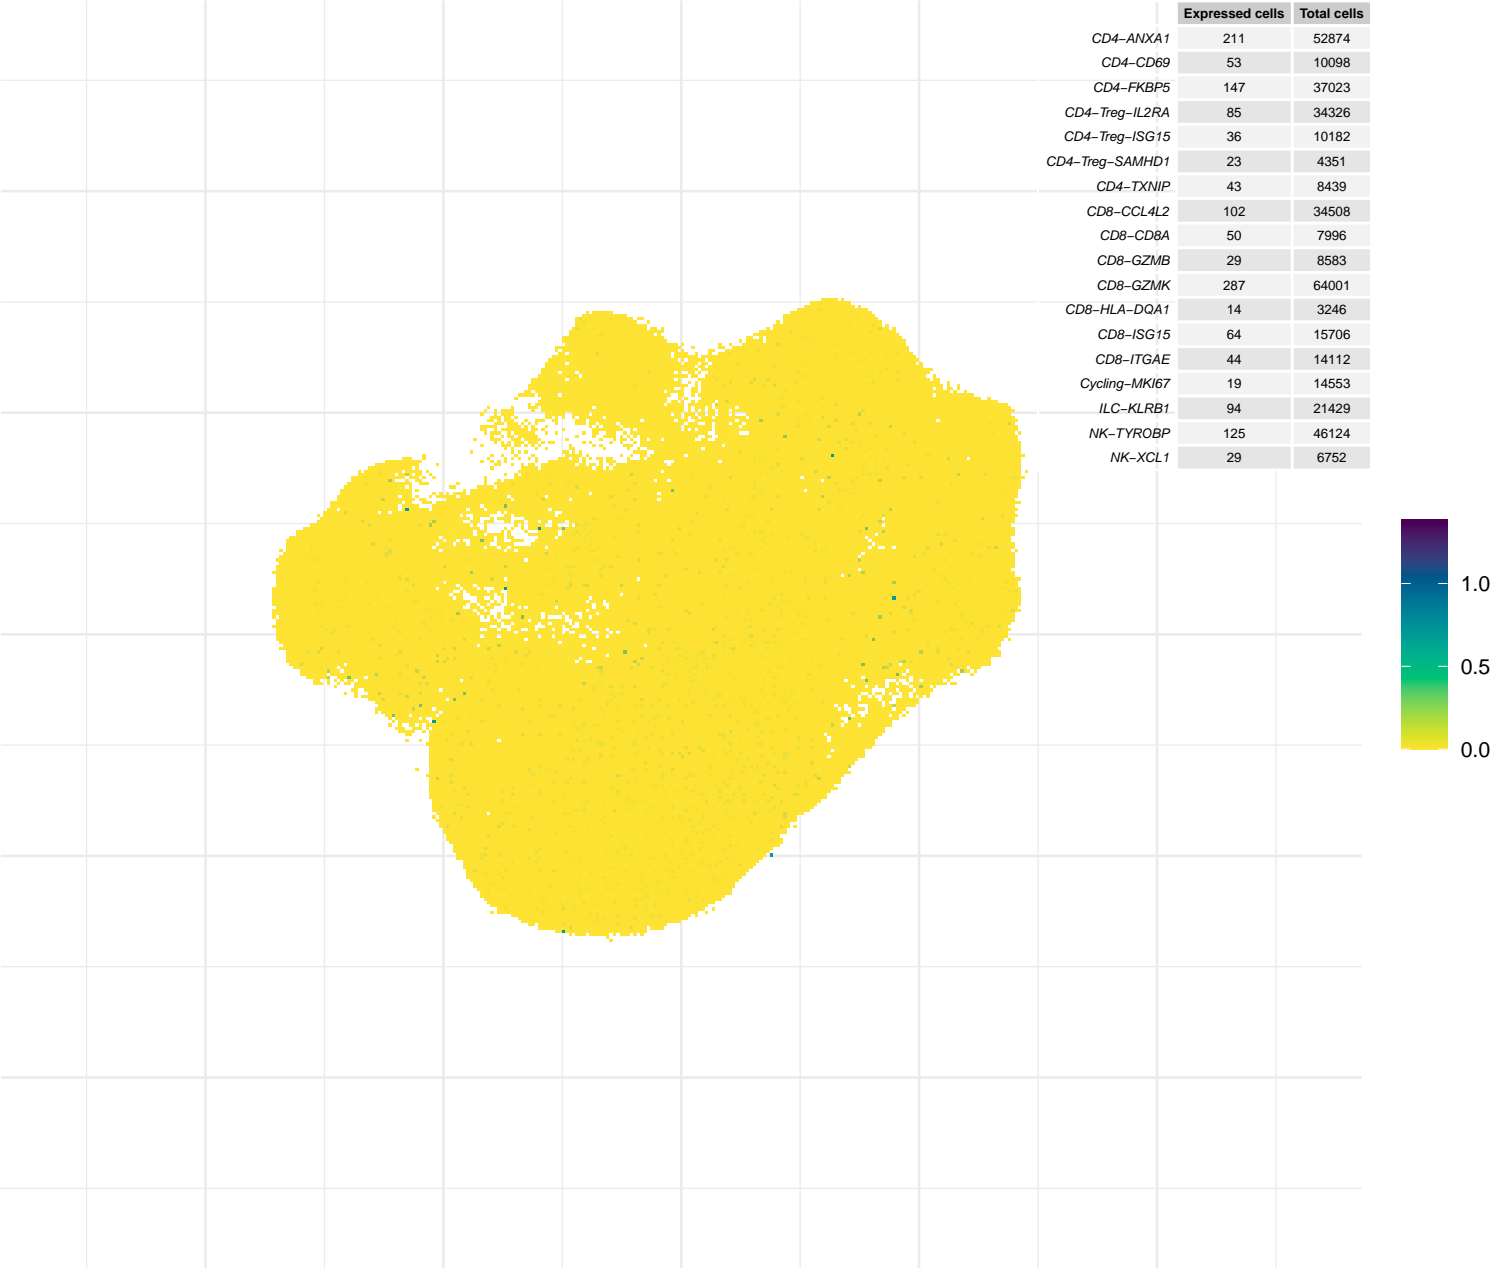 Expressed cells Total cells
CD4−ANXA1 211 52874
CD4−CD69 53 10098
CD4−FKBP5 147 37023
CD4−Treg−IL2RA 85 34326
CD4−Treg−ISG15 36 10182
CD4−Treg−SAMHD1 23 4351
CD4−TXNIP 43 8439
CD8−CCL4L2 102 34508
CD8−CD8A 50 7996
CD8−GZMB 29 8583
CD8−GZMK 287 64001
CD8−HLA−DQA1 14 3246
CD8−ISG15 64 15706
CD8−ITGAE 44 14112
Cycling−MKI67 19 14553
ILC−KLRB1 94 21429
NK−TYROBP 125 46124
NK−XCL1 29 6752
1.0
0.5
0.0